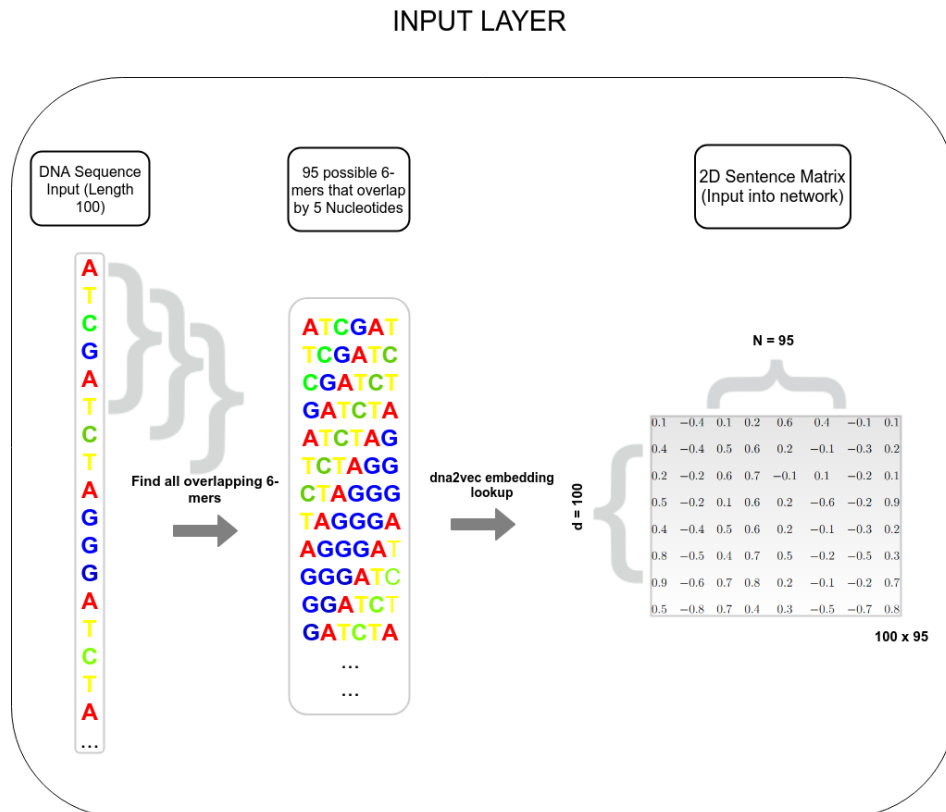 INPUT LAYER
DNA Sequence
Input (Length
100)
95 possible 6-
mers that overlap
by 5 Nucleotides
2D Sentence Matrix
(Input into network)
A
T
C
G
A
T
C
T
A
G
G
G
A
T
C
T
A
...
Find all overlapping 6-
mers
ATCGAT
TCGATC
CGATCT
GATCTA
ATCTAG
TCTAGG
CTAGGG
TAGGGA
AGGGAT
GGGATC
GGATCT
GATCTA
...
...
dna2vec embedding
lookup
N = 95
d = 100
0.1 −0.4 0.1 0.2 0.6 0.4 −0.1 0.1
0.4 −0.4 0.5 0.6 0.2 −0.1 −0.3 0.2
0.2 −0.2 0.6 0.7 −0.1 0.1 −0.2 0.1
0.5 −0.2 0.1 0.6 0.2 −0.6 −0.2 0.9
0.4 −0.4 0.5 0.6 0.2 −0.1 −0.3 0.2
0.8 −0.5 0.4 0.7 0.5 −0.2 −0.5 0.3
0.9 −0.6 0.7 0.8 0.2 −0.1 −0.2 0.7
0.5 −0.8 0.7 0.4 0.3 −0.5 −0.7 0.8
100 x 95